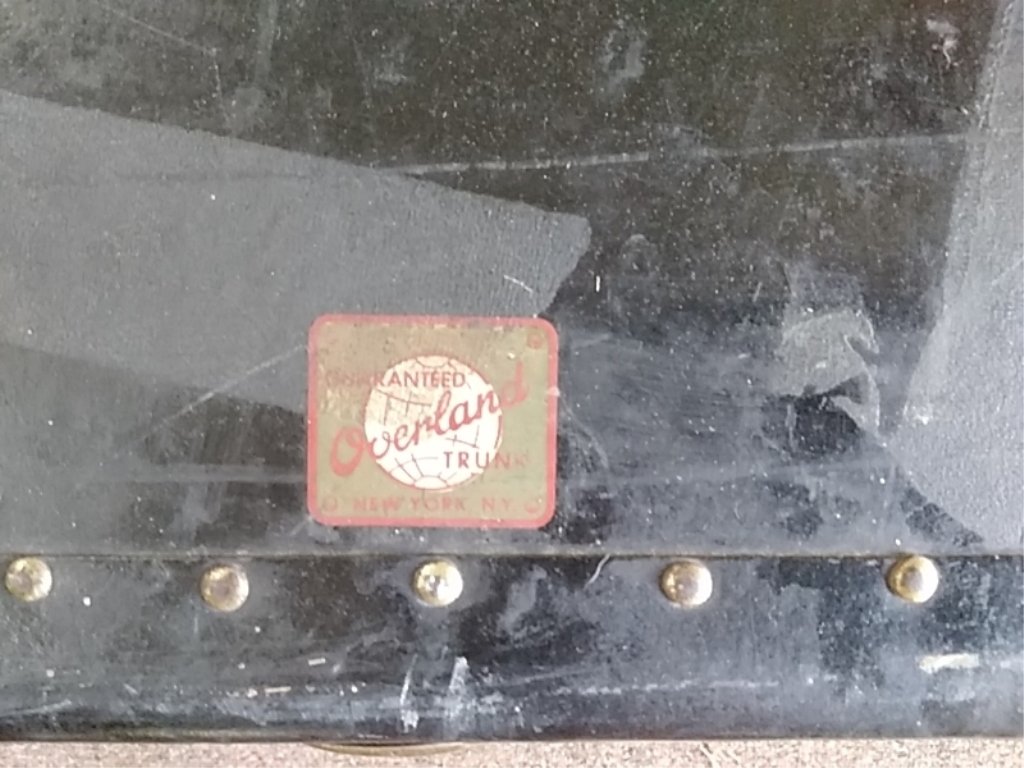 GUARANTEED
Overland
TRUNK
NEW YORK N.Y.